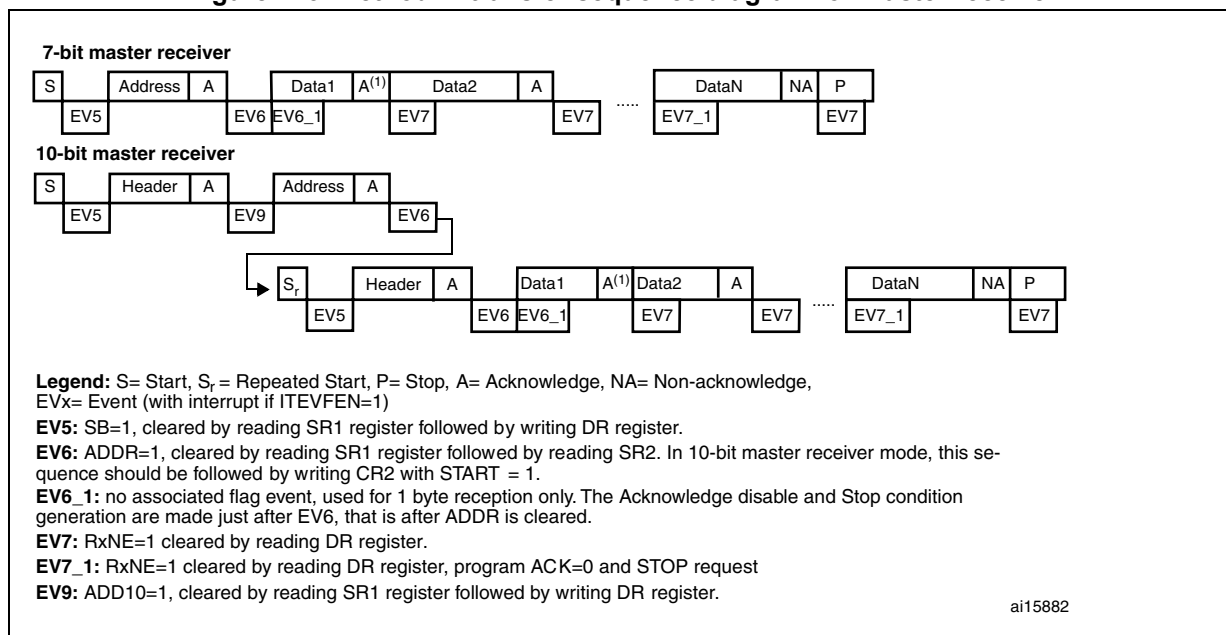 7-bit master receiver
S Address A Data1 A(1) Data2 A ..... DataN NA P
EV5 EV6 EV6_1 EV7 EV7 EV7_1 EV7
10-bit master receiver
S Header A Address A
EV5 EV9 EV6
Sr Header A Data1 A(1) Data2 A ..... DataN NA P
EV5 EV6 EV6_1 EV7 EV7 EV7_1 EV7
Legend: S= Start, Sr = Repeated Start, P= Stop, A= Acknowledge, NA= Non-acknowledge,
EVx= Event (with interrupt if ITEVFEN=1)
EV5: SB=1, cleared by reading SR1 register followed by writing DR register.
EV6: ADDR=1, cleared by reading SR1 register followed by reading SR2. In 10-bit master receiver mode, this se-
quence should be followed by writing CR2 with START = 1.
EV6_1: no associated flag event, used for 1 byte reception only. The Acknowledge disable and Stop condition
generation are made just after EV6, that is after ADDR is cleared.
EV7: RxNE=1 cleared by reading DR register.
EV7_1: RxNE=1 cleared by reading DR register, program ACK=0 and STOP request
EV9: ADD10=1, cleared by reading SR1 register followed by writing DR register.
ai15882